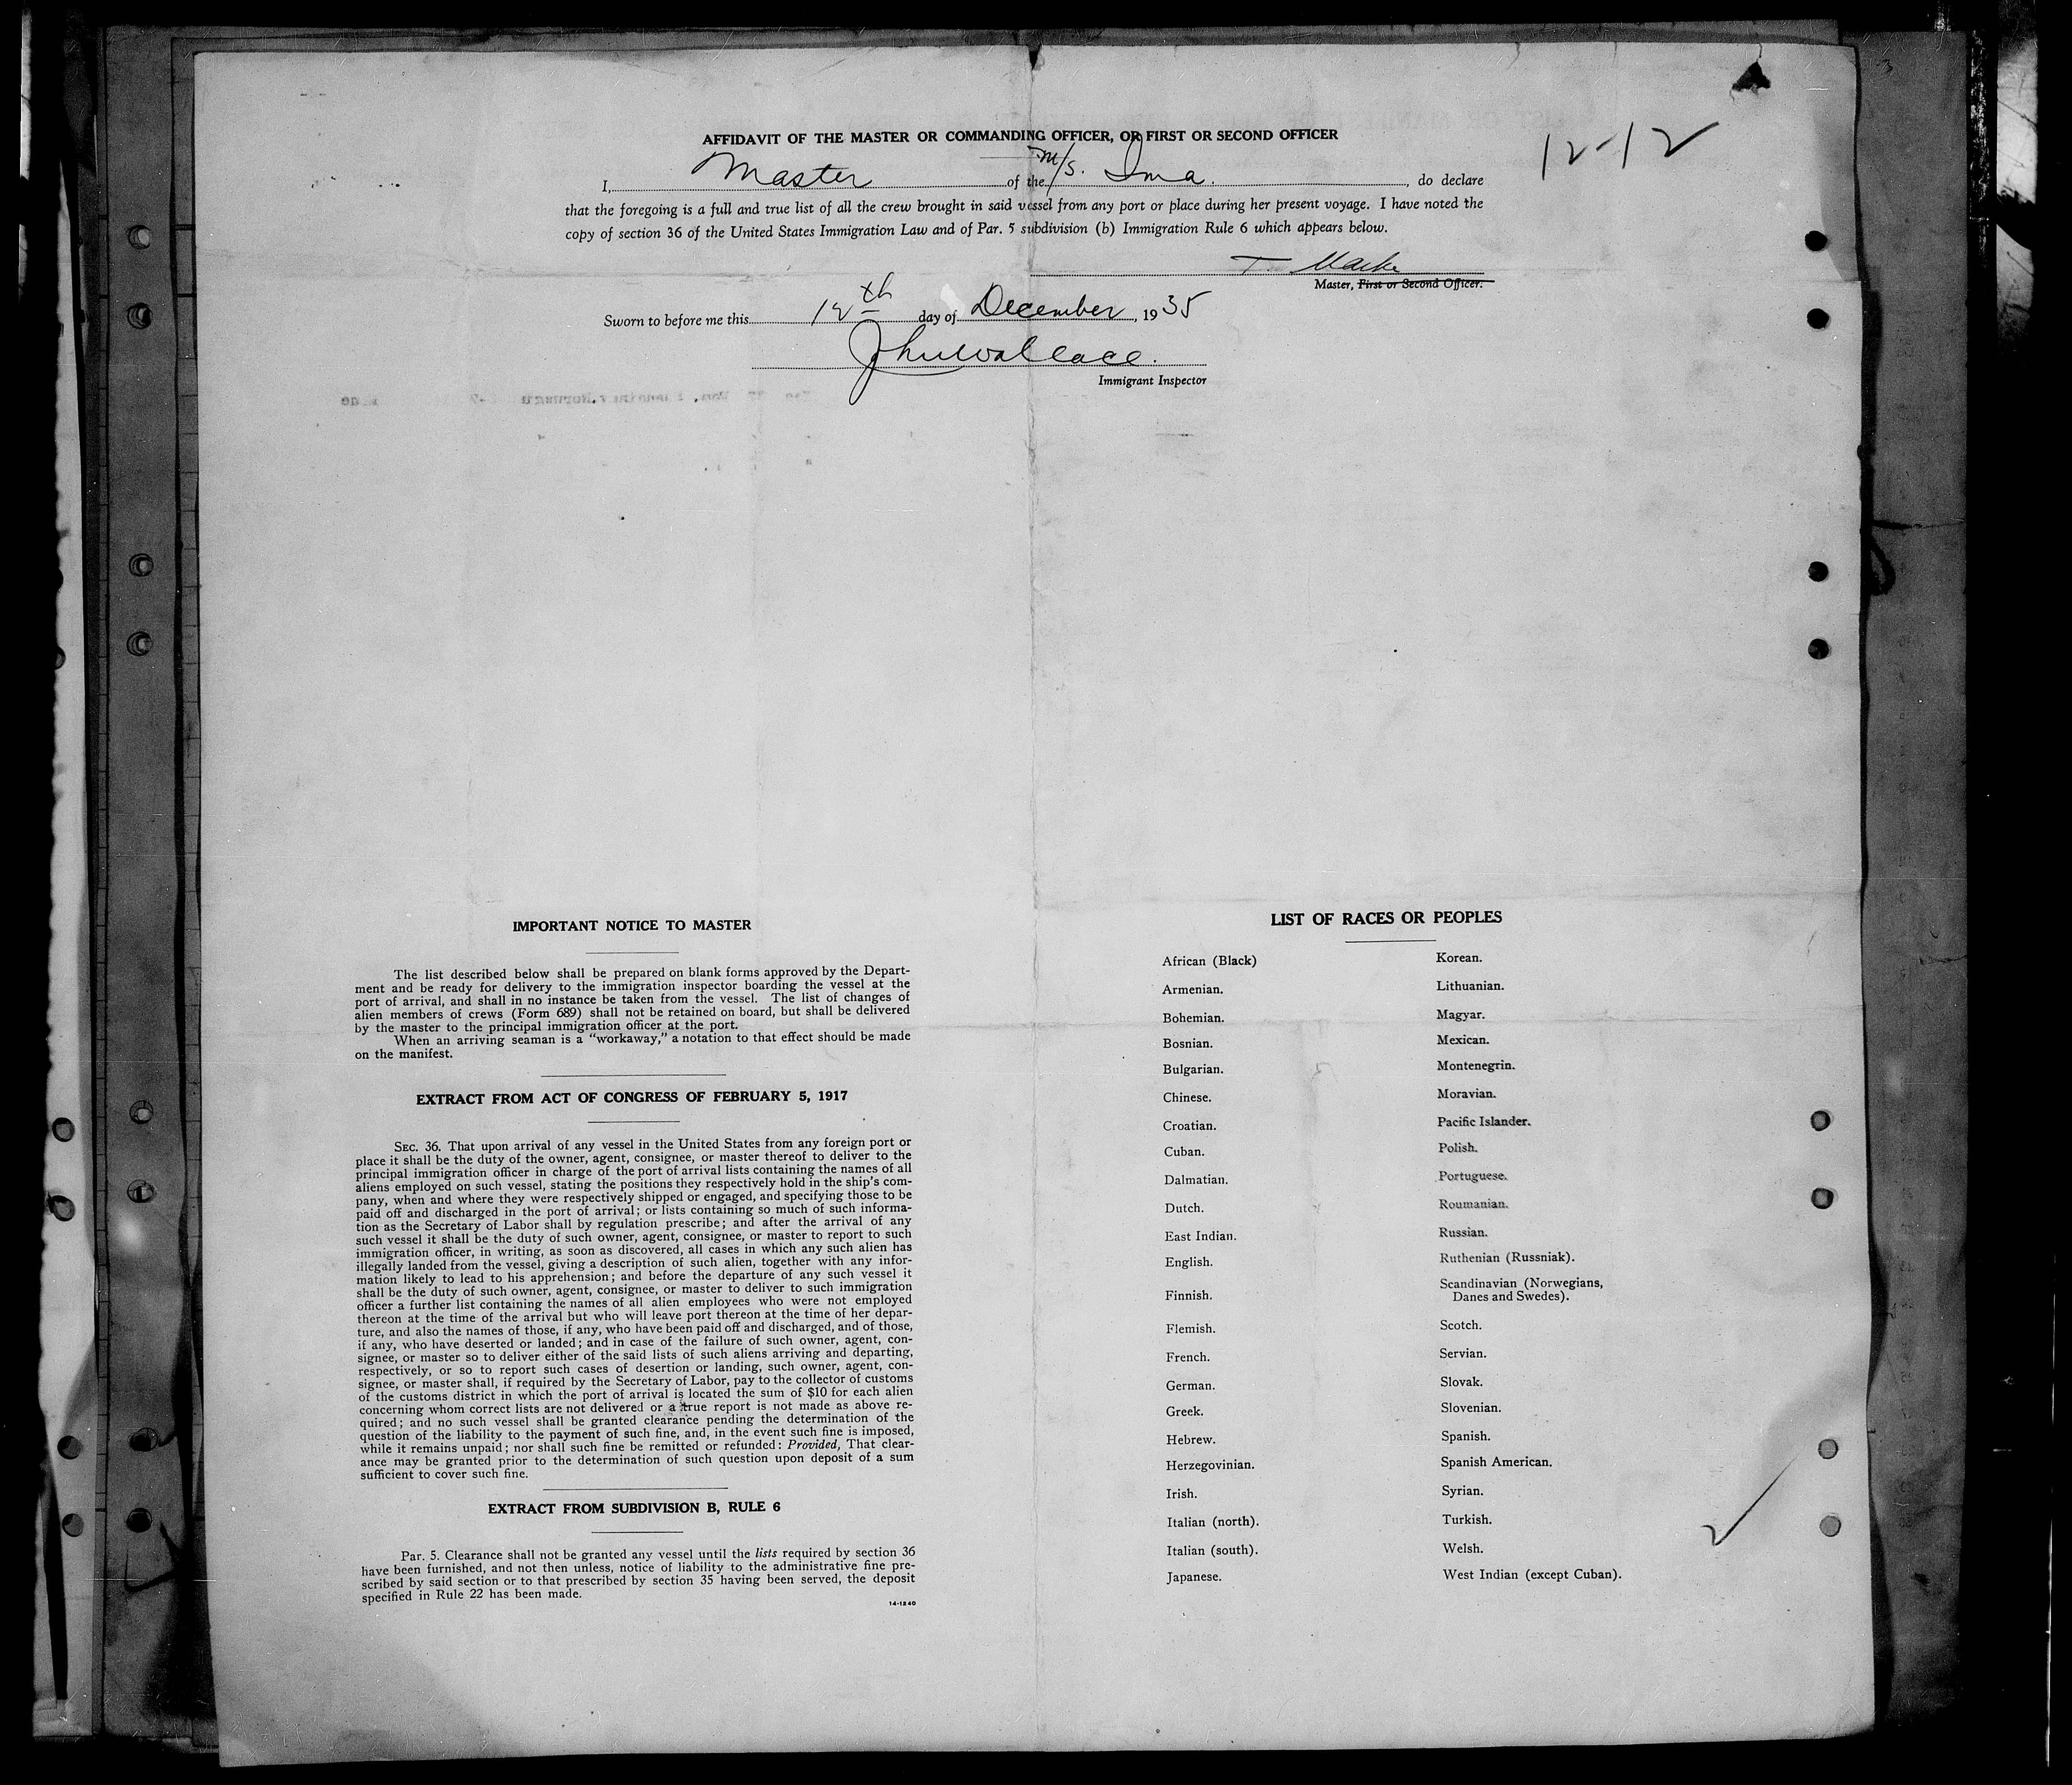 AFFIDAVIT OF THE MASTER OR COMMANDING OFFICER, OR FIRST OR SECOND OFFICER
12-12
I, Master of the M/S. Ima., do declare
that the foregoing is a full and true list of all the crew brought in said vessel from any port or place during her present voyage. I have noted the
copy of section 36 of the United States Immigration Law and of Par. 5 subdivision (b) Immigration Rule 6 which appears below.
T.
Master, First or Second Officer.
Sworn to before me this 12th day of December, 1935
Jhn Wallace.
Immigrant Inspector
IMPORTANT NOTICE TO MASTER
The list described below shall be prepared on blank forms approved by the Depart-
ment and be ready for delivery to the immigration inspector boarding the vessel at the
port of arrival, and shall in no instance be taken from the vessel. The list of changes of
alien members of crews (Form 689) shall not be retained on board, but shall be delivered
by the master to the principal immigration officer at the port.
When an arriving seaman is a "workaway," a notation to that effect should be made
on the manifest.
EXTRACT FROM ACT OF CONGRESS OF FEBRUARY 5, 1917
SEC. 36. That upon arrival of any vessel in the United States from any foreign port or
place it shall be the duty of the owner, agent, consignee, or master thereof to deliver to the
principal immigration officer in charge of the port of arrival lists containing the names of all
aliens employed on such vessel, stating the positions they respectively hold in the ship's com-
pany, when and where they were respectively shipped or engaged, and specifying those to be
paid off and discharged in the port of arrival; or lists containing so much of such informa-
tion as the Secretary of Labor shall by regulation prescribe; and after the arrival of any
such vessel it shall be the duty of such owner, agent, consignee, or master to report to such
immigration officer, in writing, as soon as discovered, all cases in which any such alien has
illegally landed from the vessel, giving a description of such alien, together with any infor-
mation likely to lead to his apprehension; and before the departure of any such vessel it
shall be the duty of such owner, agent, consignee, or master to deliver to such immigration
officer a further list containing the names of all alien employees who were not employed
thereon at the time of the arrival but who will leave port thereon at the time of her depar-
ture, and also the names of those, if any, who have been paid off and discharged, and of those,
if any, who have deserted or landed; and in case of the failure of such owner, agent, con-
signee, or master so to deliver either of the said lists of such aliens arriving and departing,
respectively, or so to report such cases of desertion or landing, such owner, agent, con-
signee, or master shall, if required by the Secretary of Labor, pay to the collector of customs
of the customs district in which the port of arrival is located the sum of $10 for each alien
concerning whom correct lists are not delivered or a true report is not made as above re-
quired; and no such vessel shall be granted clearance pending the determination of the
question of the liability to the payment of such fine, and, in the event such fine is imposed,
while it remains unpaid; nor shall such fine be remitted or refunded: Provided, That clear-
ance may be granted prior to the determination of such question upon deposit of a sum
sufficient to cover such fine.
EXTRACT FROM SUBDIVISION B, RULE 6
Par. 5. Clearance shall not be granted any vessel until the lists required by section 36
have been furnished, and not then unless, notice of liability to the administrative fine pre-
scribed by said section or to that prescribed by section 35 having been served, the deposit
specified in Rule 22 has been made.
14-1240
LIST OF RACES OR PEOPLES
African (Black)
Armenian.
Bohemian.
Bosnian.
Bulgarian.
Chinese.
Croatian.
Cuban.
Dalmatian.
Dutch.
East Indian.
English.
Finnish.
Flemish.
French.
German.
Greek.
Hebrew.
Herzegovinian.
Irish.
Italian (north).
Italian (south).
Japanese.
Korean.
Lithuanian.
Magyar.
Mexican.
Montenegrin.
Moravian.
Pacific Islander.
Polish.
Portuguese.
Roumanian.
Russian.
Ruthenian (Russniak).
Scandinavian (Norwegians,
Danes and Swedes).
Scotch.
Servian.
Slovak.
Slovenian.
Spanish.
Spanish American.
Syrian.
Turkish.
Welsh.
West Indian (except Cuban).